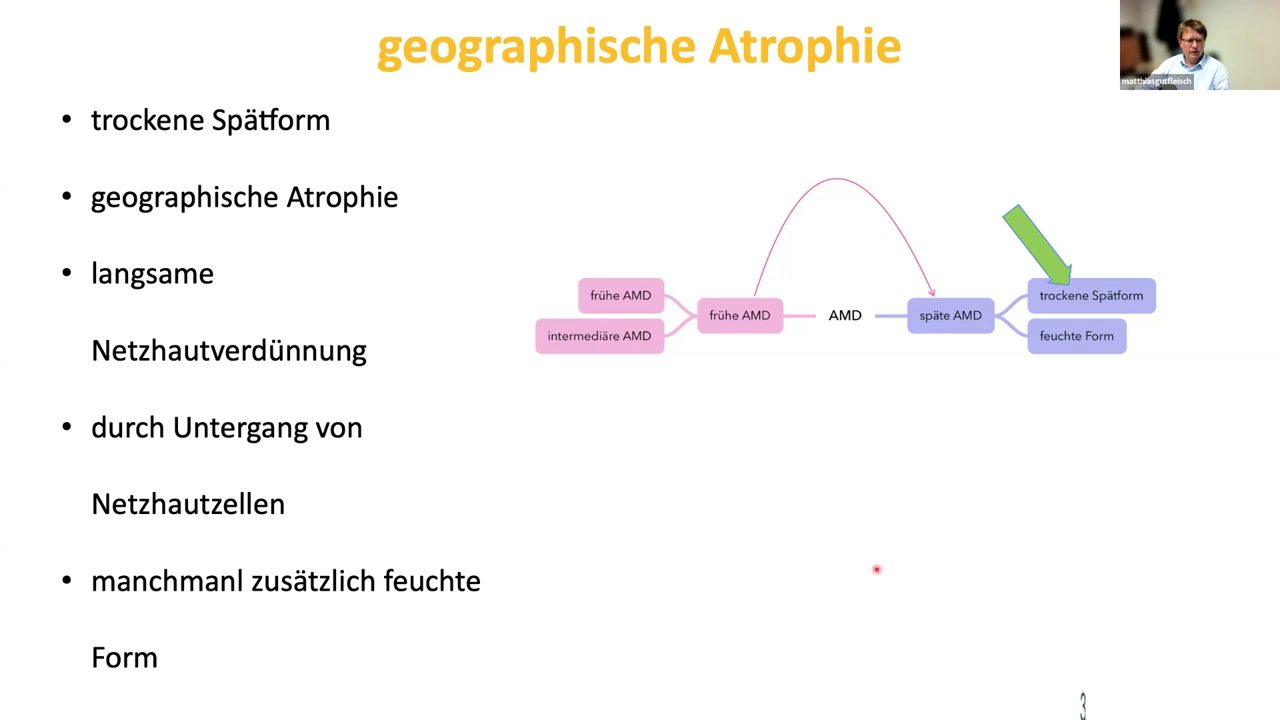 geographische Atrophie
matthiasgutfleisch
• trockene Spätform
• geographische Atrophie
• langsame
Netzhautverdünnung
• durch Untergang von
Netzhautzellen
• manchmanl zusätzlich feuchte
Form
frühe AMD
intermediäre AMD
frühe AMD
AMD
späte AMD
trockene Spätform
feuchte Form
3